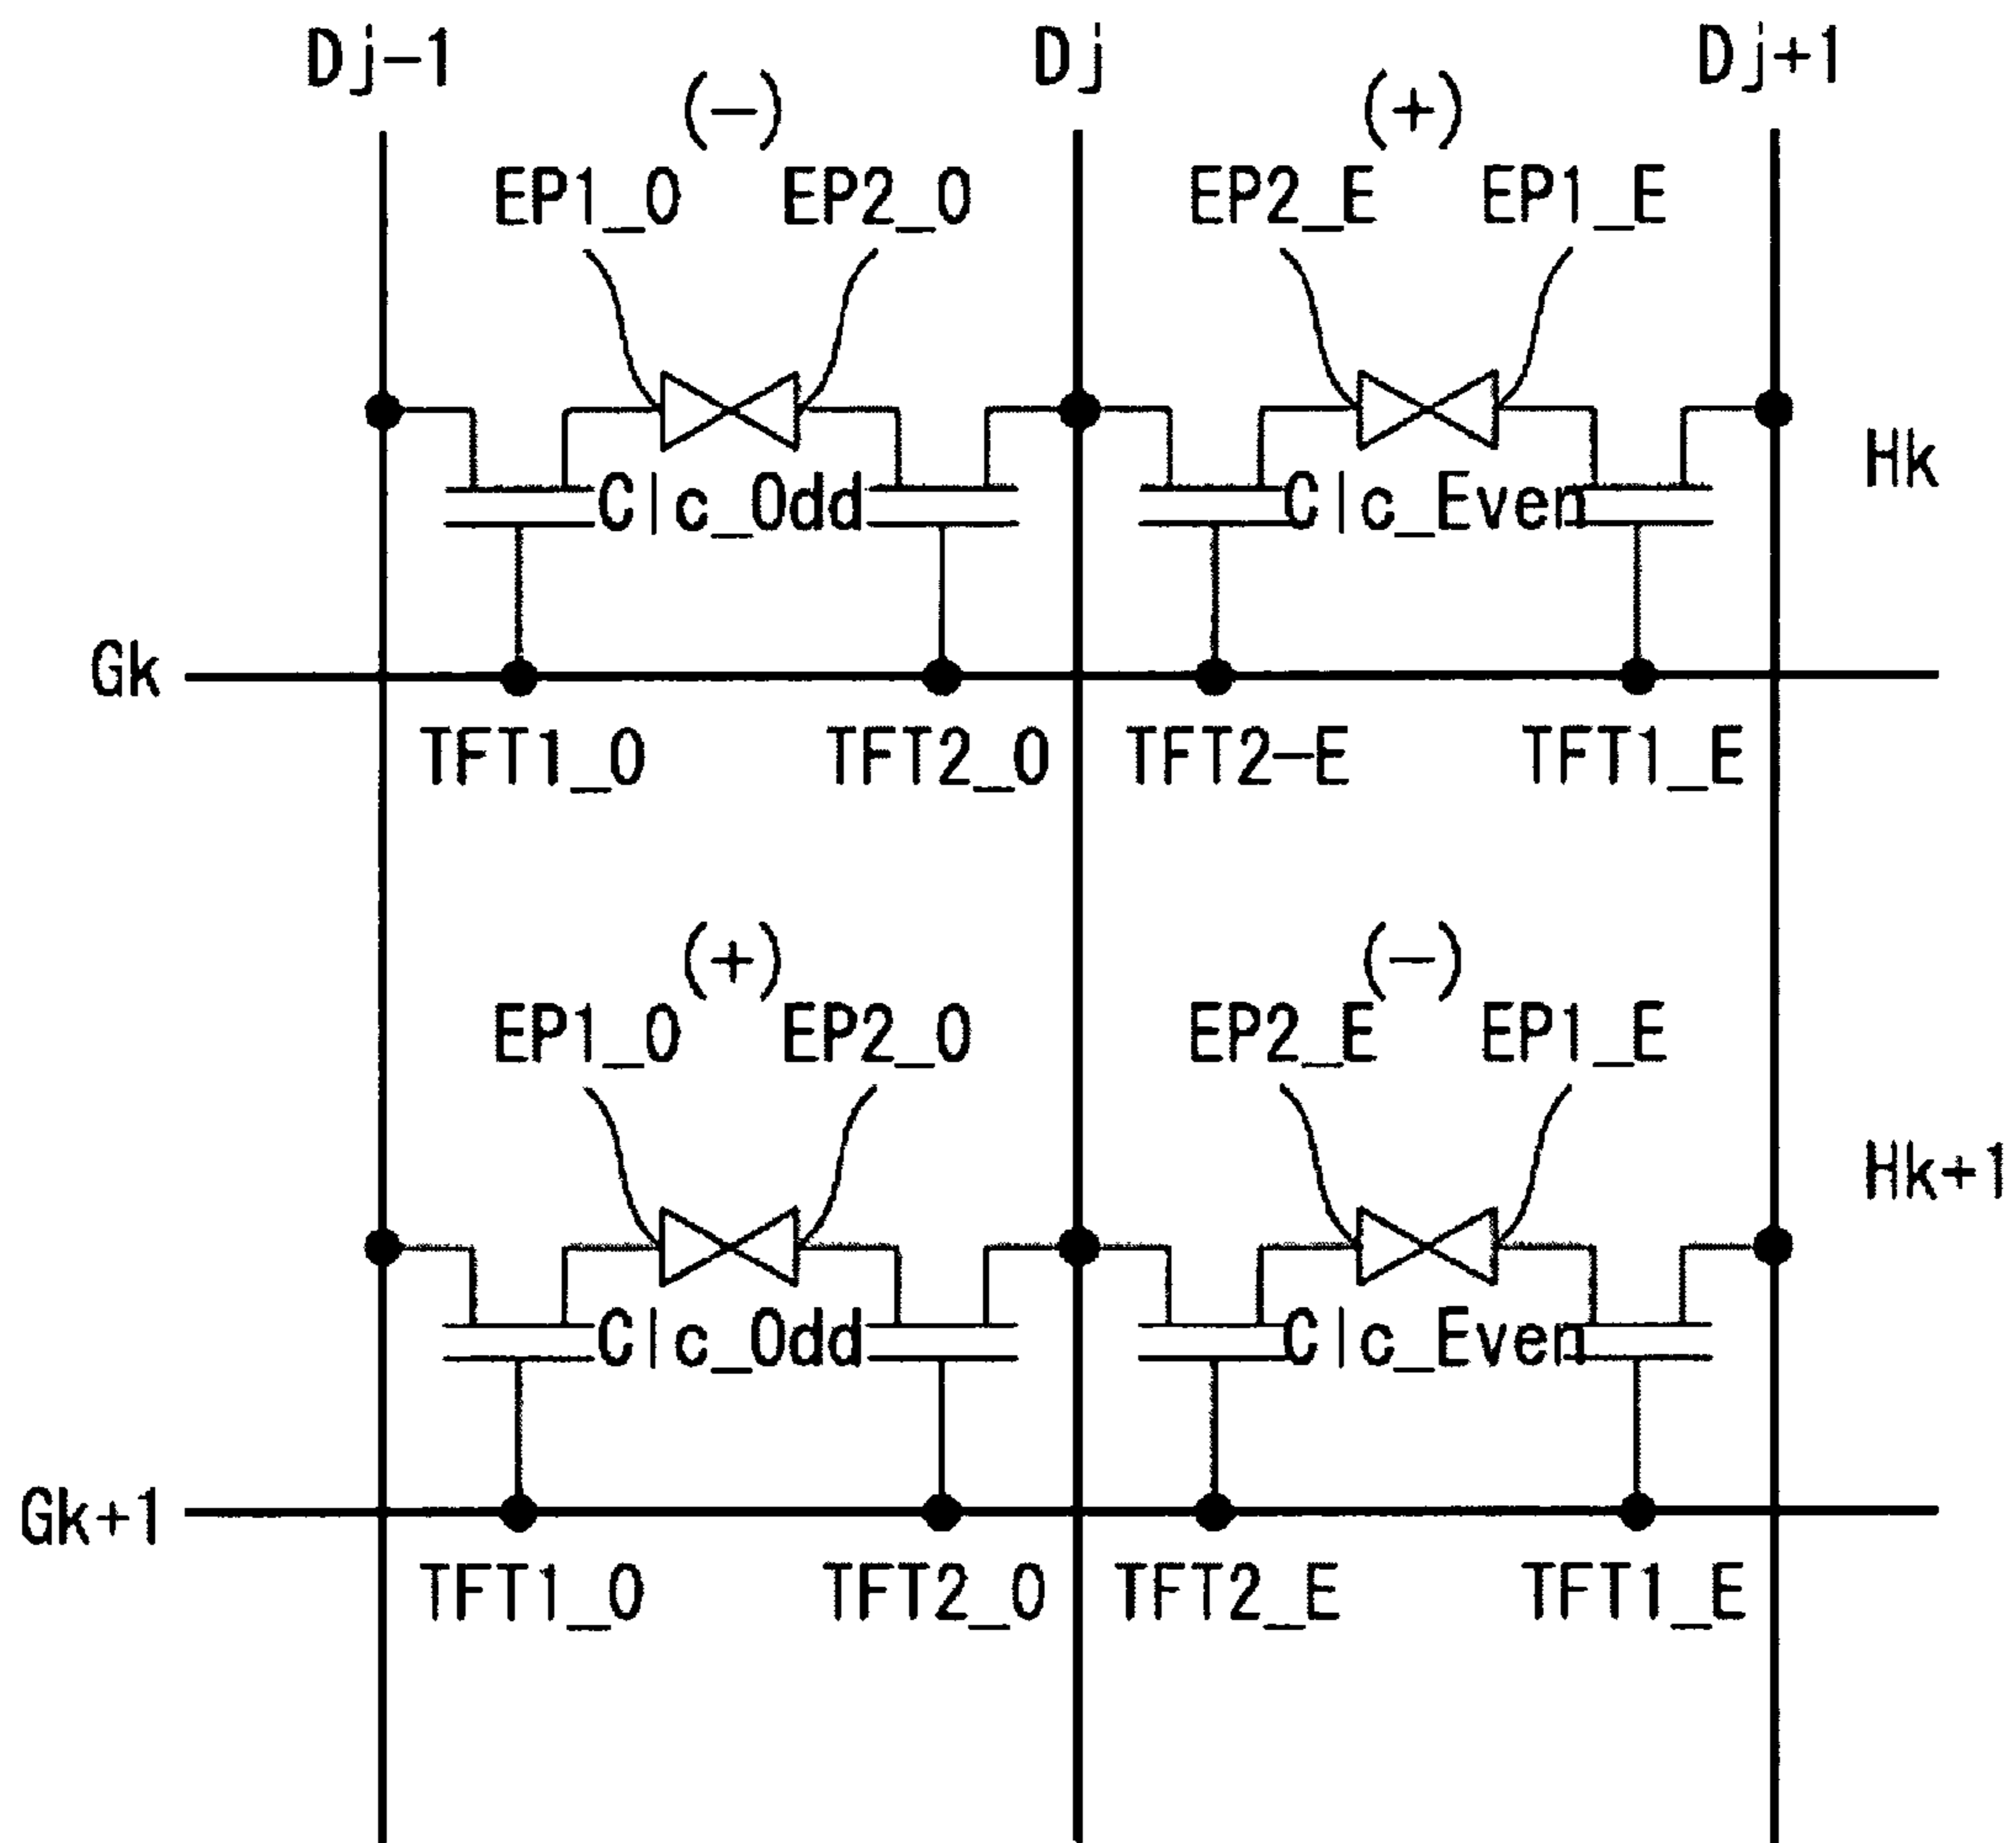 Dj-1 Dj Dj+1
(-) (+)
EP1_O EP2_O EP2_E EP1_E
Hk
Clc_Odd Clc_Even
Gk
TFT1_O TFT2_O TFT2-E TFT1_E
(+) (-)
EP1_O EP2_O EP2_E EP1_E
Hk+1
Clc_Odd Clc_Even
Gk+1
TFT1_O TFT2_O TFT2_E TFT1_E